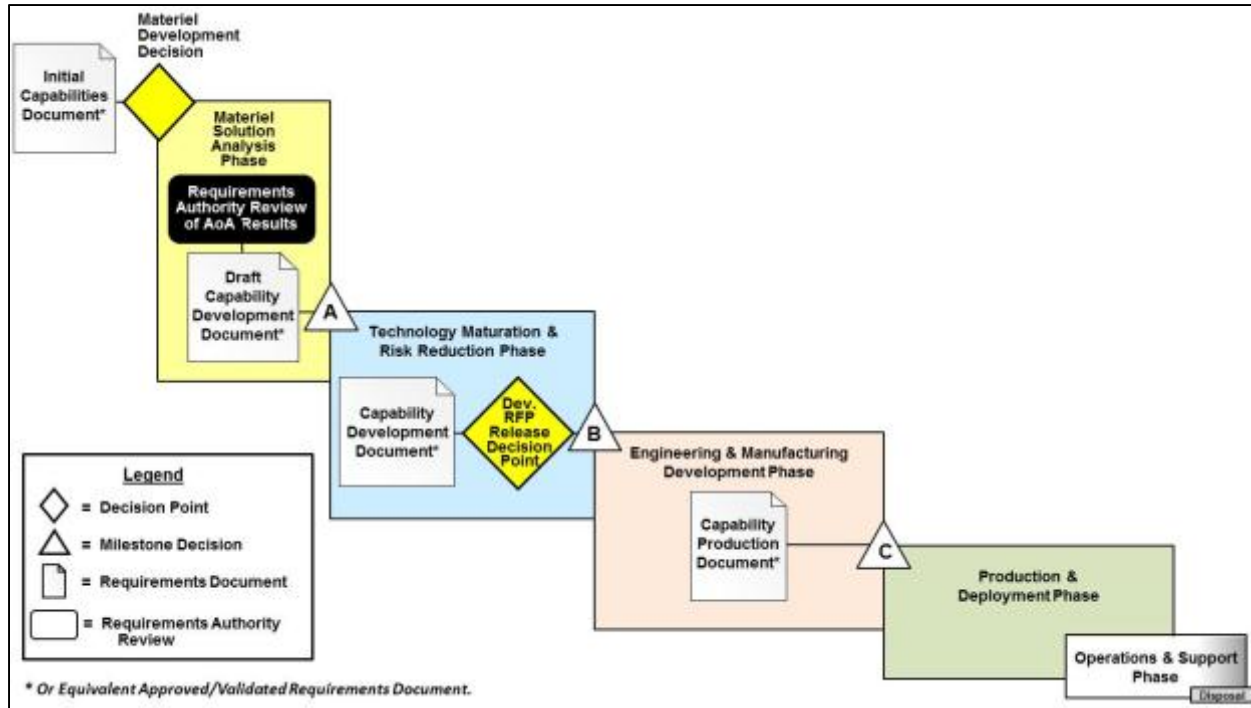 Materiel
Development
Decision
Initial
Capabilities
Document*
Materiel
Solution
Analysis
Phase
Requirements
Authority Review
of AoA Results
Draft
Capability
Development
Document*
A
Technology Maturation &
Risk Reduction Phase
Capability
Development
Document*
Dev.
RFP
Release
Decision
Point
B
Engineering & Manufacturing
Development Phase
Capability
Production
Document*
C
Production &
Deployment Phase
Operations & Support
Phase
Disposal
Legend
= Decision Point
= Milestone Decision
= Requirements Document
= Requirements Authority
Review
* Or Equivalent Approved/Validated Requirements Document.